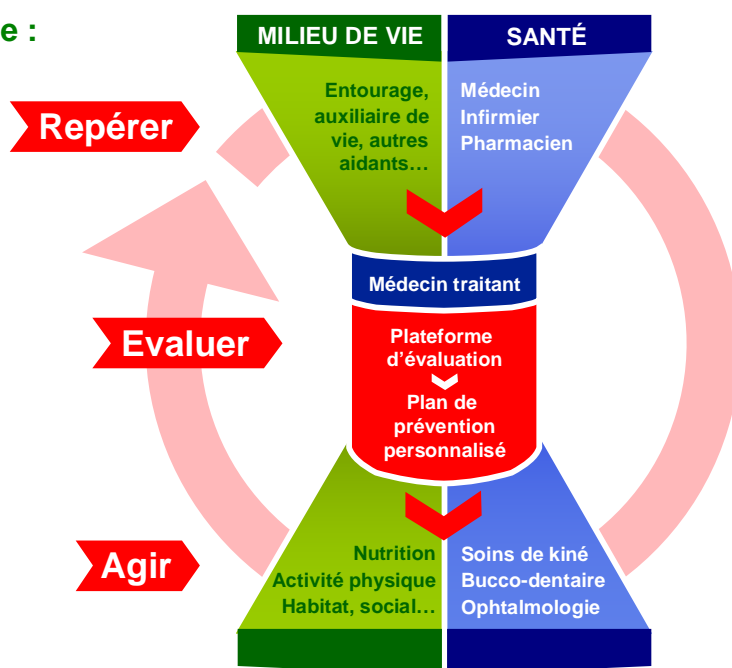 e :
MILIEU DE VIE
SANTÉ
Repérer
Entourage,
auxiliaire de
vie, autres
aidants…
Médecin
Infirmier
Pharmacien
Médecin traitant
Evaluer
Plateforme
d’évaluation
Plan de
prévention
personnalisé
Agir
Nutrition
Activité physique
Habitat, social…
Soins de kiné
Bucco-dentaire
Ophtalmologie